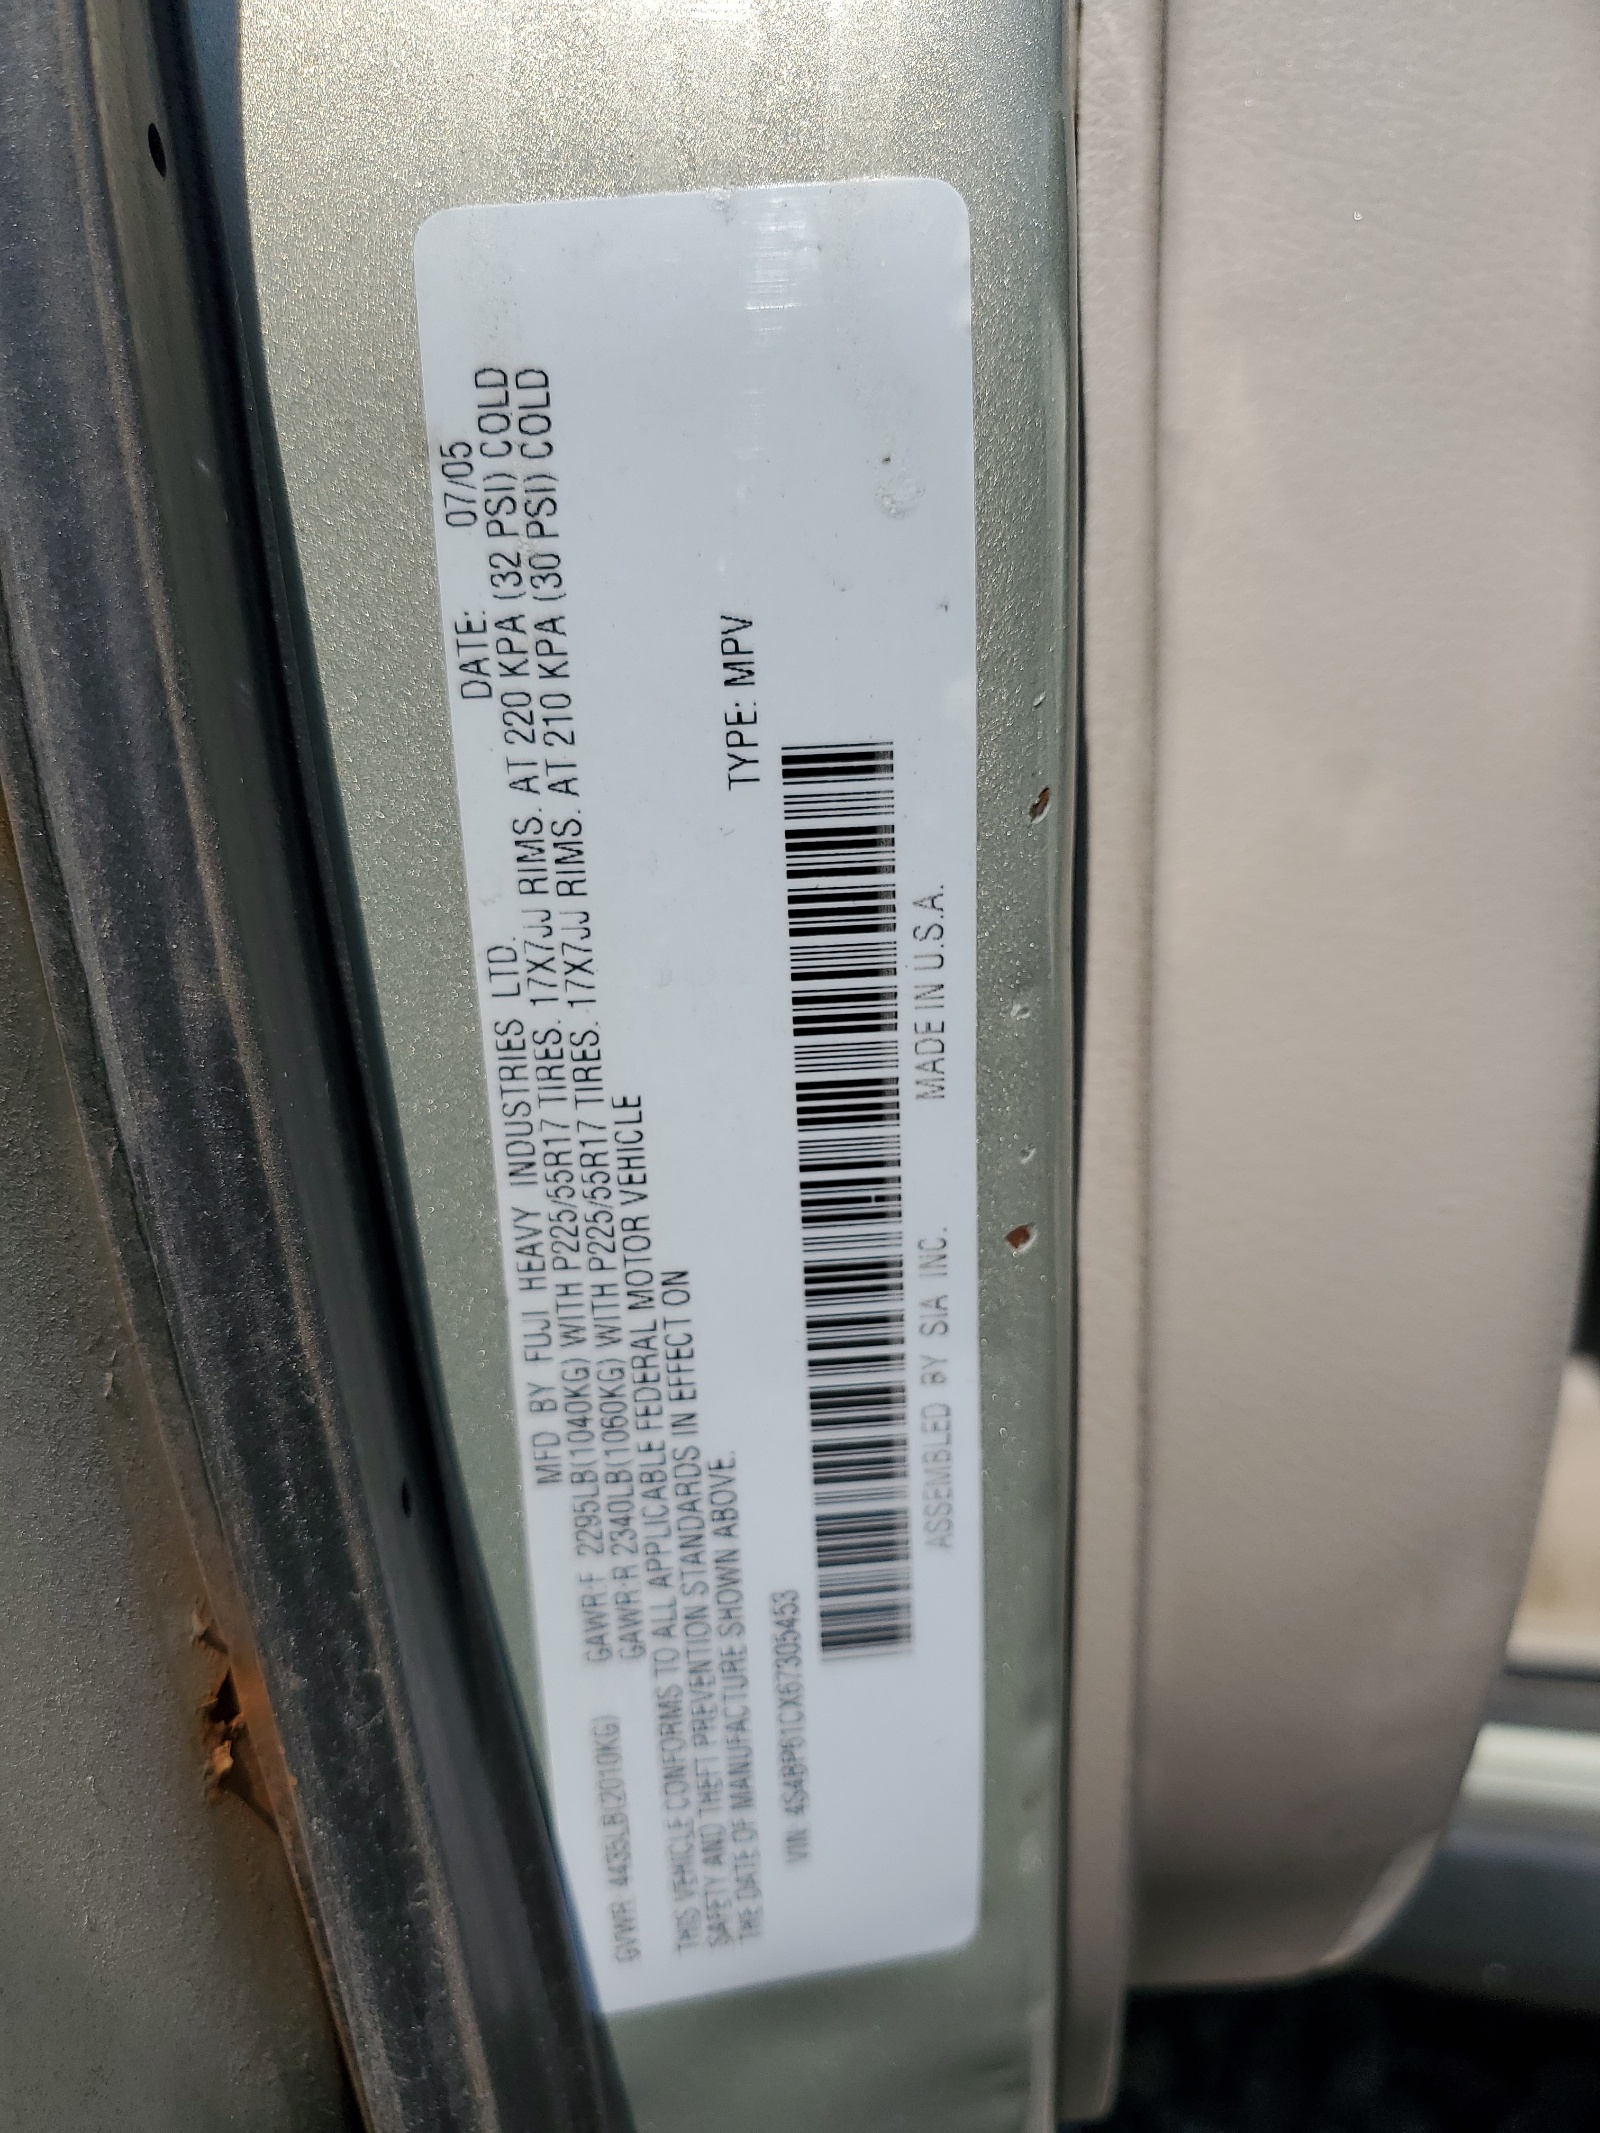 MFD BY FUJI HEAVY INDUSTRIES LTD. DATE: 07/05
GVWR: 4435LB(2010KG) GAWR-F 2295LB(1040KG) WITH P225/55R17 TIRES. 17X7JJ RIMS. AT 220 KPA (32 PSI) COLD
GAWR-R 2340LB(1060KG) WITH P225/55R17 TIRES. 17X7JJ RIMS. AT 210 KPA (30 PSI) COLD
THIS VEHICLE CONFORMS TO ALL APPLICABLE FEDERAL MOTOR VEHICLE
SAFETY AND THEFT PREVENTION STANDARDS IN EFFECT ON
THE DATE OF MANUFACTURE SHOWN ABOVE.
VIN 4S4BP61CX67305453 TYPE: MPV
ASSEMBLED BY SIA INC. MADE IN U.S.A.